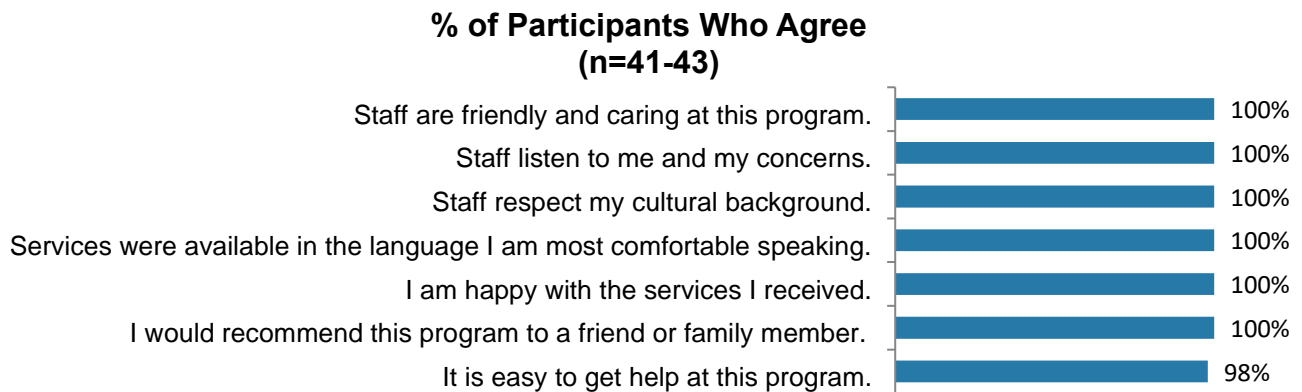 % of Participants Who Agree
(n=41-43)
Staff are friendly and caring at this program. 100%
Staff listen to me and my concerns. 100%
Staff respect my cultural background. 100%
Services were available in the language I am most comfortable speaking. 100%
I am happy with the services I received. 100%
I would recommend this program to a friend or family member. 100%
It is easy to get help at this program. 98%